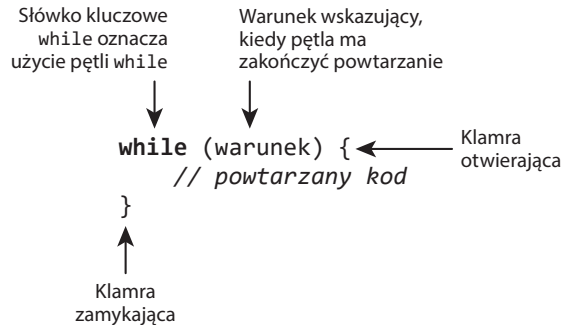 Słówko kluczowe
while oznacza
użycie pętli while
Warunek wskazujący,
kiedy pętla ma
zakończyć powtarzanie
while (warunek) {
// powtarzany kod
}
Klamra
otwierająca
Klamra
zamykająca